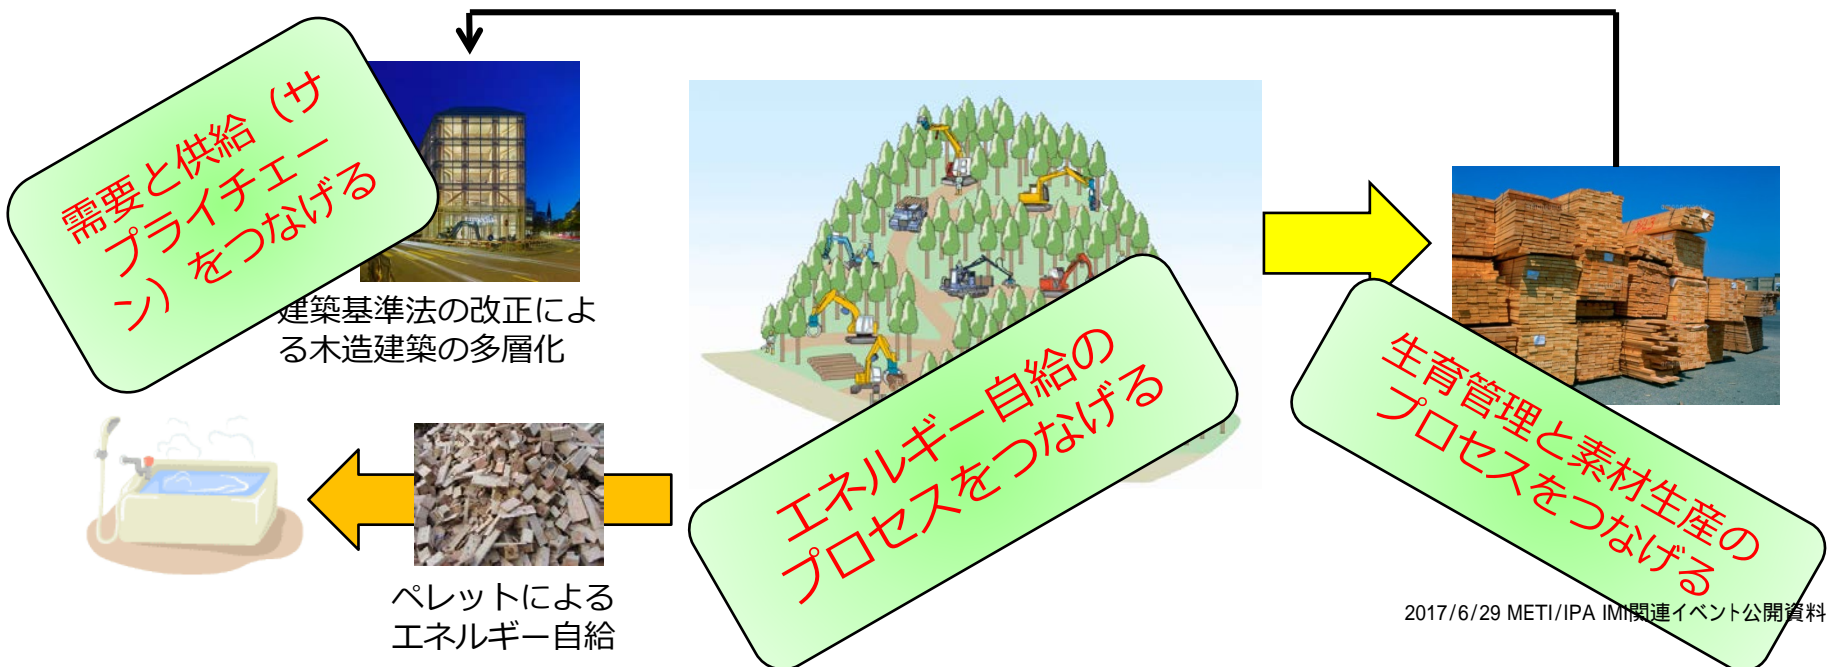 需要と供給（サ
プライチェー
ン）をつなげる
建築基準法の改正によ
る木造建築の多層化
エネルギー自給の
プロセスをつなげる
生育管理と素材生産の
プロセスをつなげる
ペレットによる
エネルギー自給
2017/6/29 METI/IPA IMI関連イベント公開資料